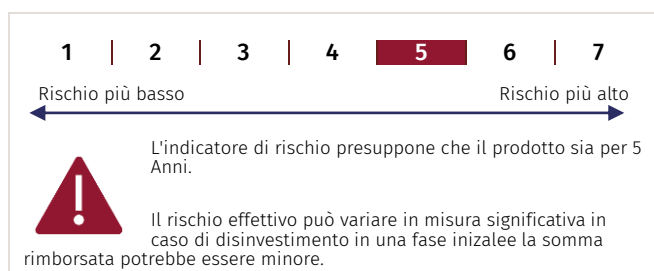 1 2 3 4 5 6 7
Rischio più basso Rischio più alto
L'indicatore di rischio presuppone che il prodotto sia per 5
Anni.
Il rischio effettivo può variare in misura significativa in
caso di disinvestimento in una fase inizalee la somma
rimborsata potrebbe essere minore.